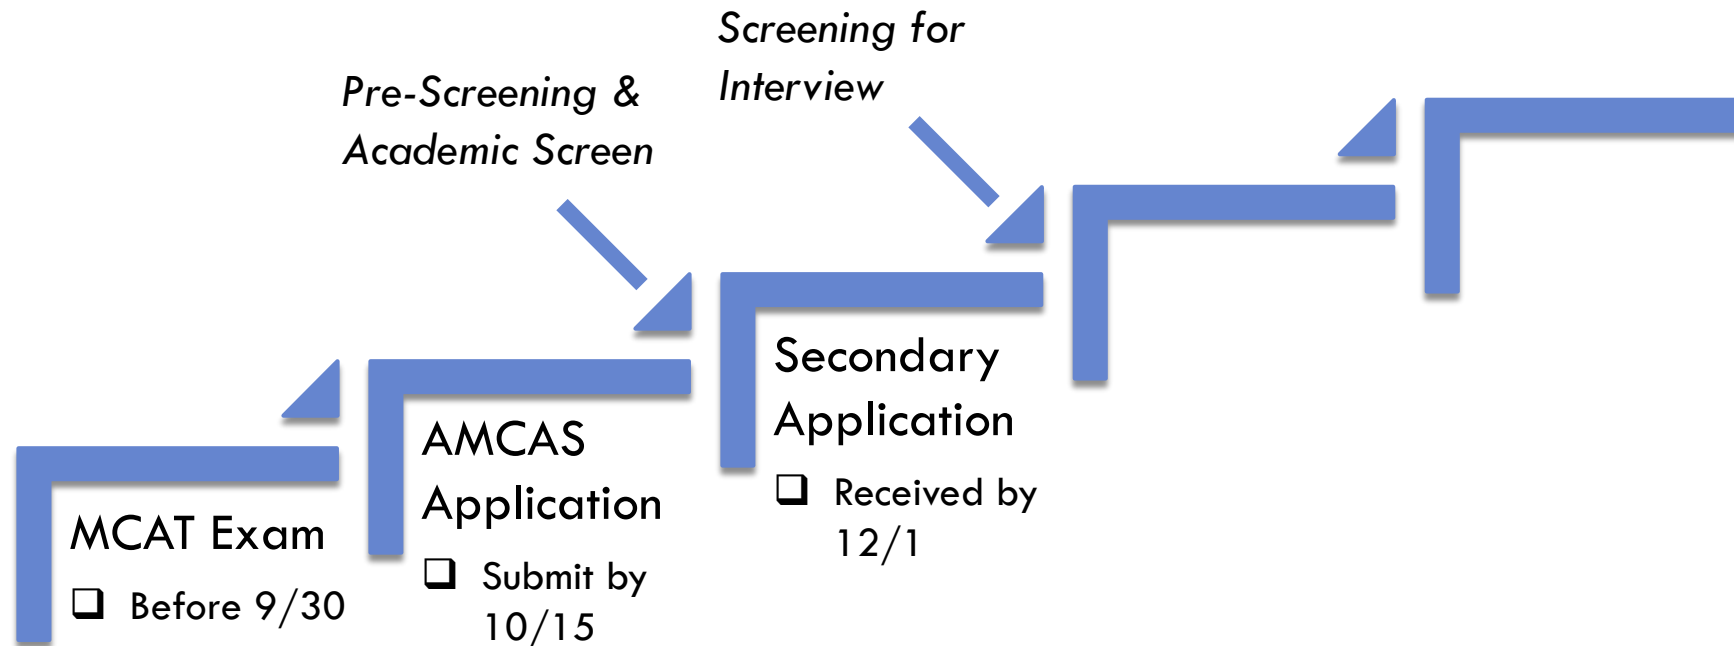 Screening for
Interview
Pre-Screening &
Academic Screen
Secondary
Application
❑ Received by
12/1
AMCAS
Application
❑ Submit by
10/15
MCAT Exam
❑ Before 9/30